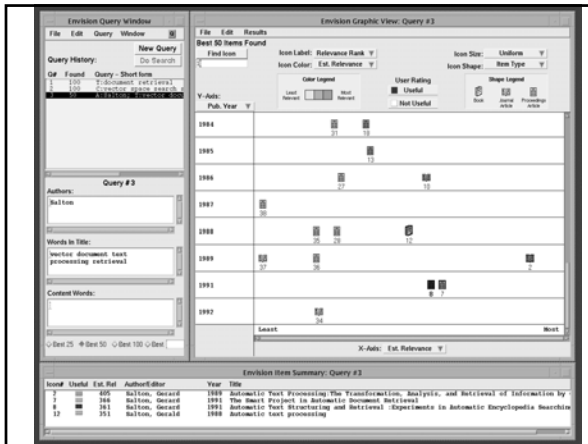 Envision Query Window
File Edit Query Window
New Query
Query History:
Do Search
Q# Found Query - Short form
1 100 T:document retrieval
2 100 C:vector space search
3 50 A:Salton; T:vector doc
Query #3
Authors:
Salton
Words in Title:
vector document text
processing retrieval
Content Words:
Best 25 Best 50 Best 100 Best
Envision Graphic View: Query #3
File Edit Results
Best 50 Items Found
Find Icon
Icon Label: Relevance Rank
Icon Size: Uniform
Icon Color: Est. Relevance
Icon Shape: Item Type
Color Legend
Least Relevant
Most Relevant
User Rating
Useful
Not Useful
Shape Legend
Book
Journal Article
Proceedings Article
Y-Axis:
Pub. Year
1984
31 18
1985
13
1986
27 10
1987
38
1988
35 28 12
1989
37 36 2
1991
8 7
1992
34
Least Most
X-Axis: Est. Relevance
Envision Item Summary: Query #3
Icon# Useful Est. Rel Author/Editor Year Title
2 405 Salton, Gerard 1989 Automatic Text Processing:The Transformation, Analysis, and Retrieval of Information by
7 366 Salton, Gerard 1991 The Smart Project in Automatic Document Retrieval
8 361 Salton, Gerard 1991 Automatic Text Structuring and Retrieval :Experiments in Automatic Encyclopedia Searchin
12 351 Salton, Gerard 1988 Automatic text processing